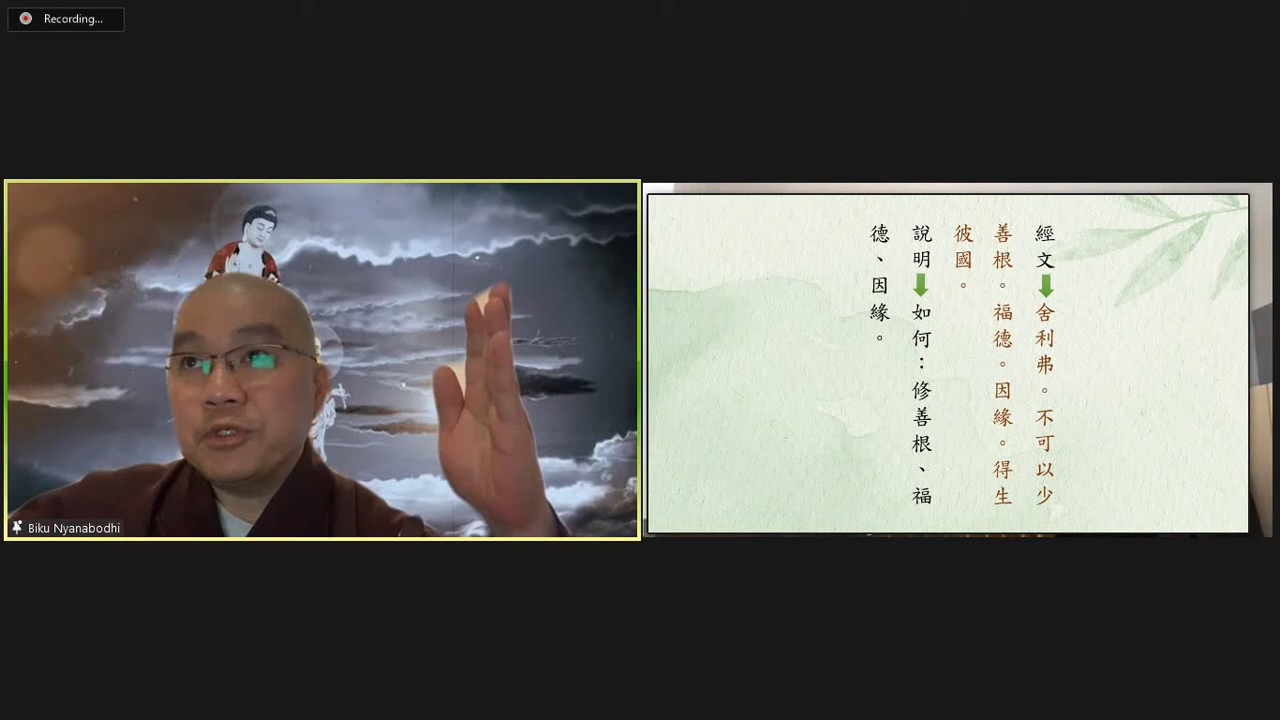 Recording...
Biku Nyanabodhi
經文舍利弗。不可以少
善根。福德。因緣。得生
彼國。
說明如何：修善根、福
德、因緣。